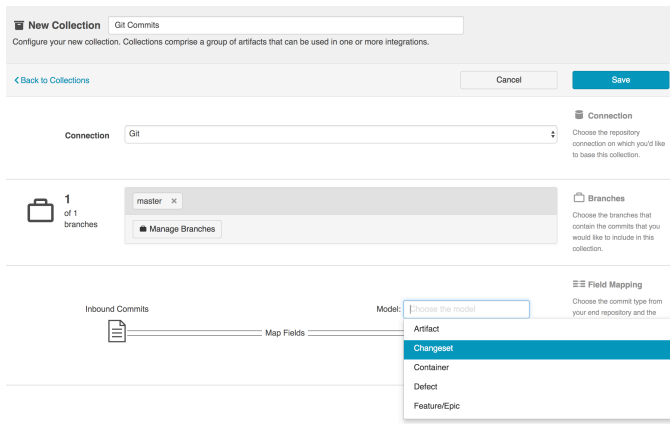 New Collection
Git Commits
Configure your new collection. Collections comprise a group of artifacts that can be used in one or more integrations.
Back to Collections
Cancel
Save
Connection
Git
Connection
Choose the repository
connection on which you'd like
to base this collection.
1
of 1
branches
master ×
Manage Branches
Branches
Choose the branches that
contain the commits that you
would like to include in this
collection.
Inbound Commits
Map Fields
Model:
Choose the model
Artifact
Changeset
Container
Defect
Feature/Epic
Field Mapping
Choose the commit type from
your end repository and the